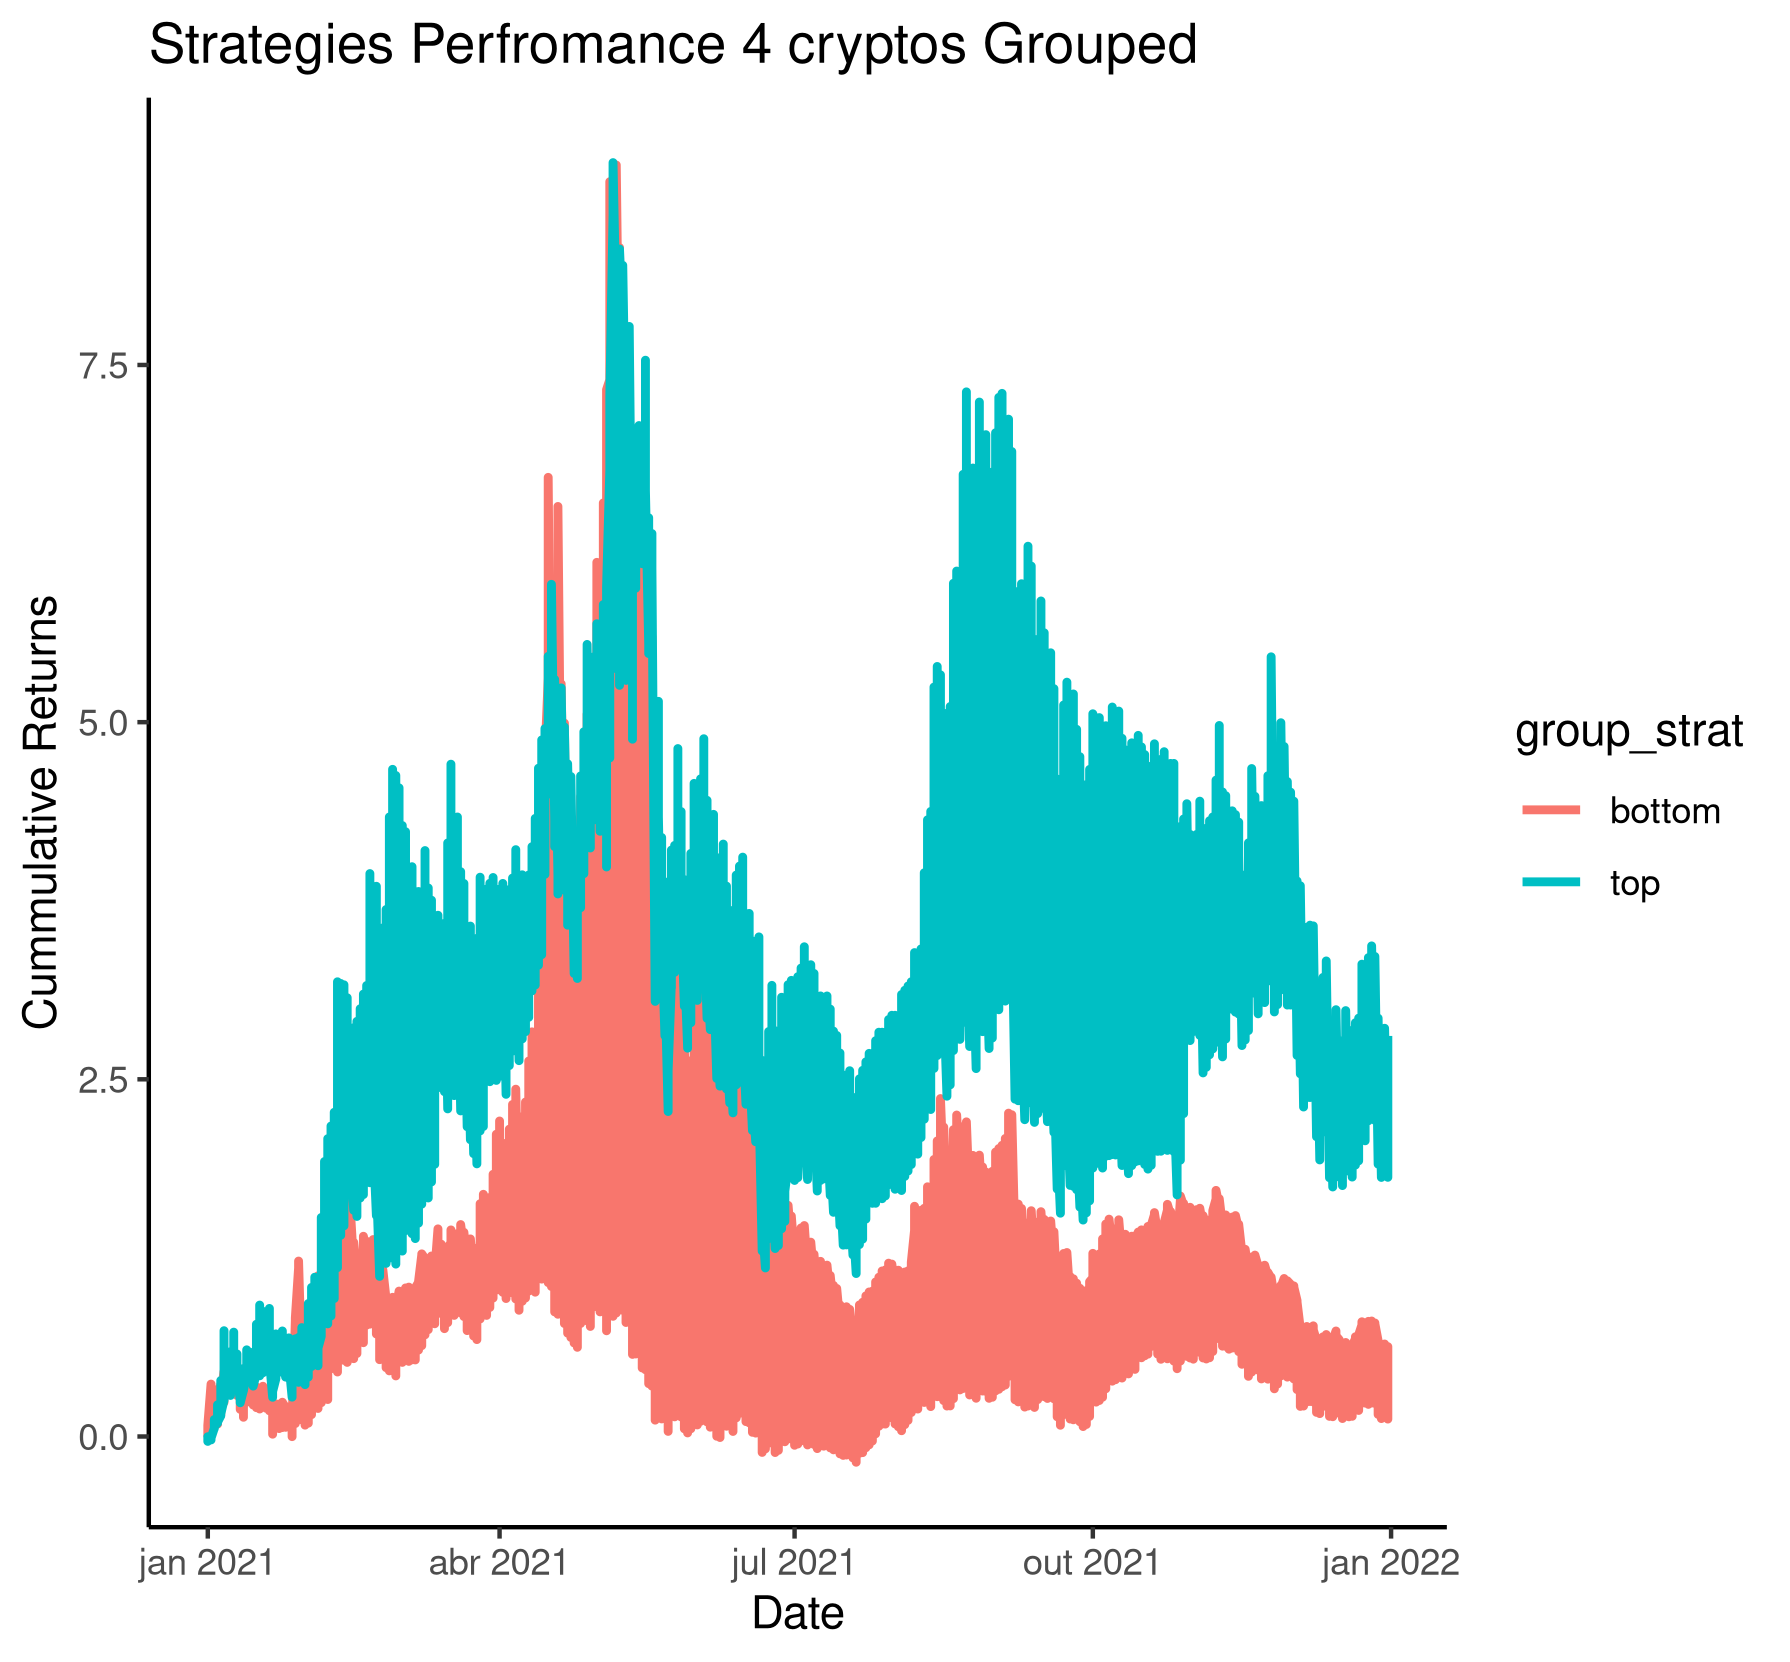 Strategies Perfromance 4 cryptos Grouped
Cummulative Returns
7.5
5.0
2.5
0.0
jan 2021 abr 2021 jul 2021 out 2021 jan 2022
Date
group_strat
bottom
top